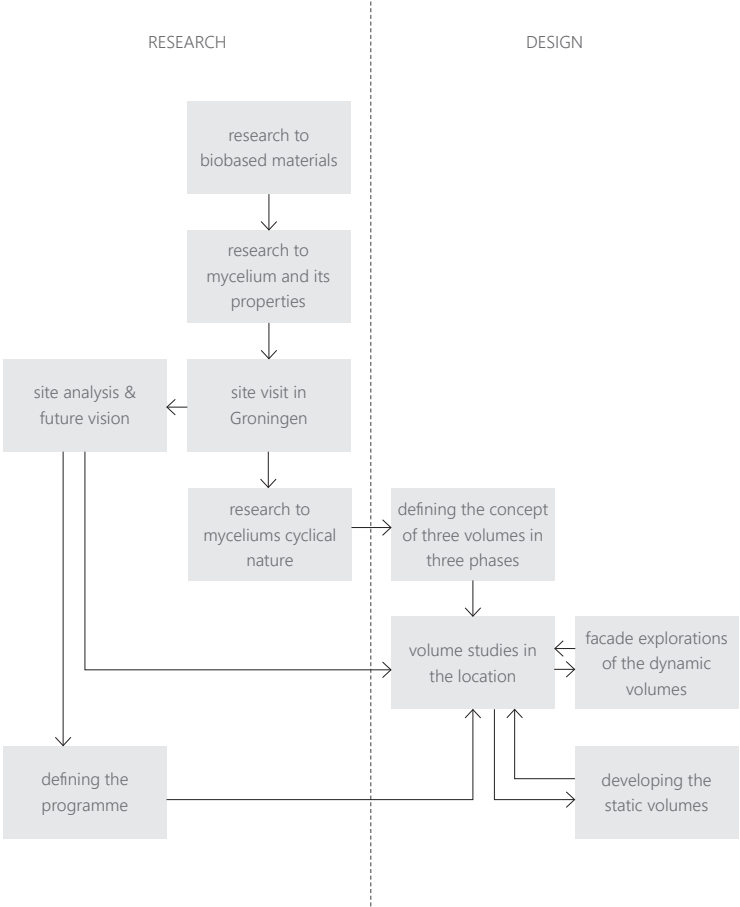 RESEARCH
DESIGN
research to
biobased materials
research to
mycelium and its
properties
site analysis &
future vision
site visit in
Groningen
research to
myceliums cyclical
nature
defining the concept
of three volumes in
three phases
volume studies in
the location
facade explorations
of the dynamic
volumes
defining the
programme
developing the
static volumes